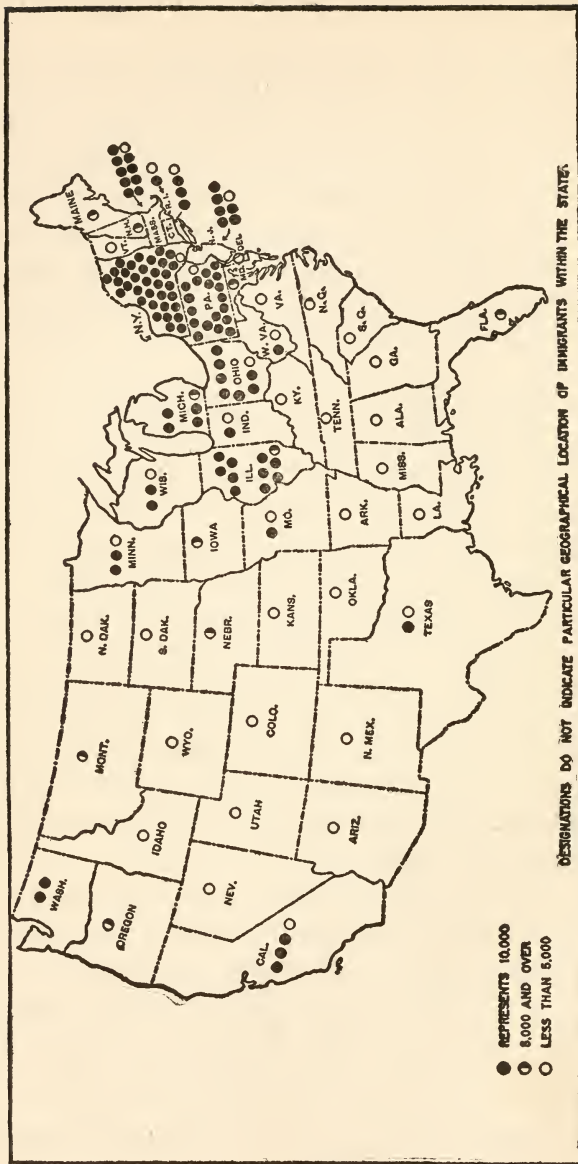 WASH.
OREGON
CAL.
NEV.
IDAHO
MONT.
WYO.
UTAH
ARIZ.
COLO.
N. MEX.
N. DAK.
S. DAK.
NEBR.
KANS.
OKLA.
TEXAS
MINN.
IOWA
MO.
ARK.
LA.
WIS.
ILL.
MICH.
IND.
OHIO
KY.
TENN.
MISS.
ALA.
GA.
FLA.
S.C.
N.C.
VA.
W. VA.
PA.
N.Y.
MD.
DEL.
N.J.
CT.
R.I.
MASS.
VT.
N.H.
MAINE
REPRESENTS 10,000
5,000 AND OVER
LESS THAN 5,000
DESIGNATIONS DO NOT INDICATE PARTICULAR GEOGRAPHICAL LOCATION OF IMMIGRANTS WITHIN THE STATE.